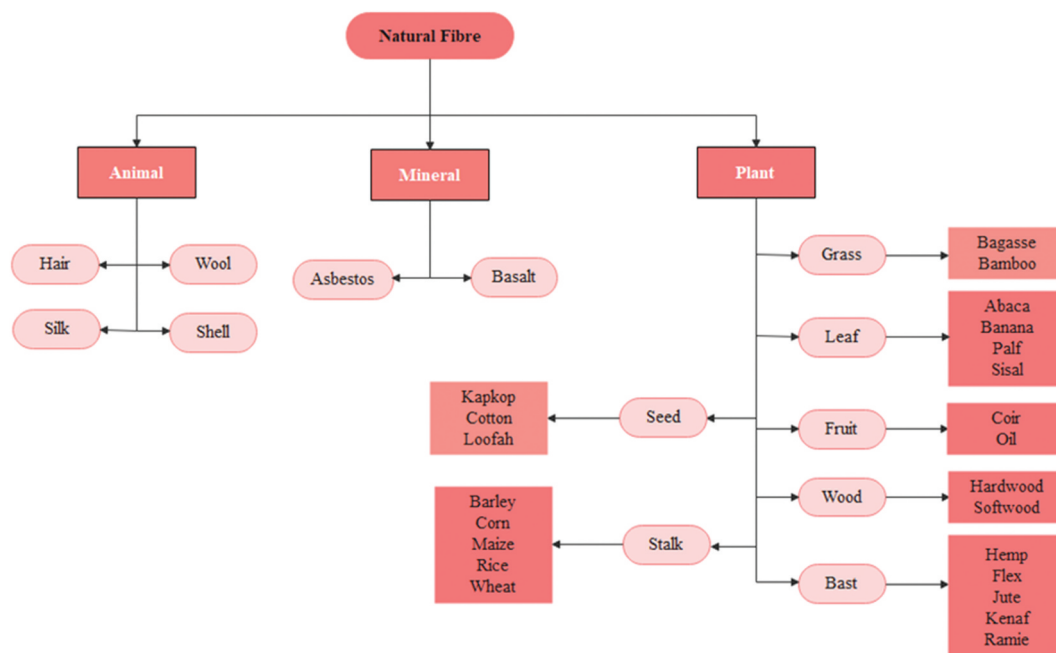 Natural Fibre
Animal
Mineral
Plant
Hair
Wool
Silk
Shell
Asbestos
Basalt
Grass
Bagasse
Bamboo
Leaf
Abaca
Banana
Palf
Sisal
Seed
Kapkop
Cotton
Loofah
Fruit
Coir
Oil
Wood
Hardwood
Softwood
Stalk
Barley
Corn
Maize
Rice
Wheat
Bast
Hemp
Flex
Jute
Kenaf
Ramie